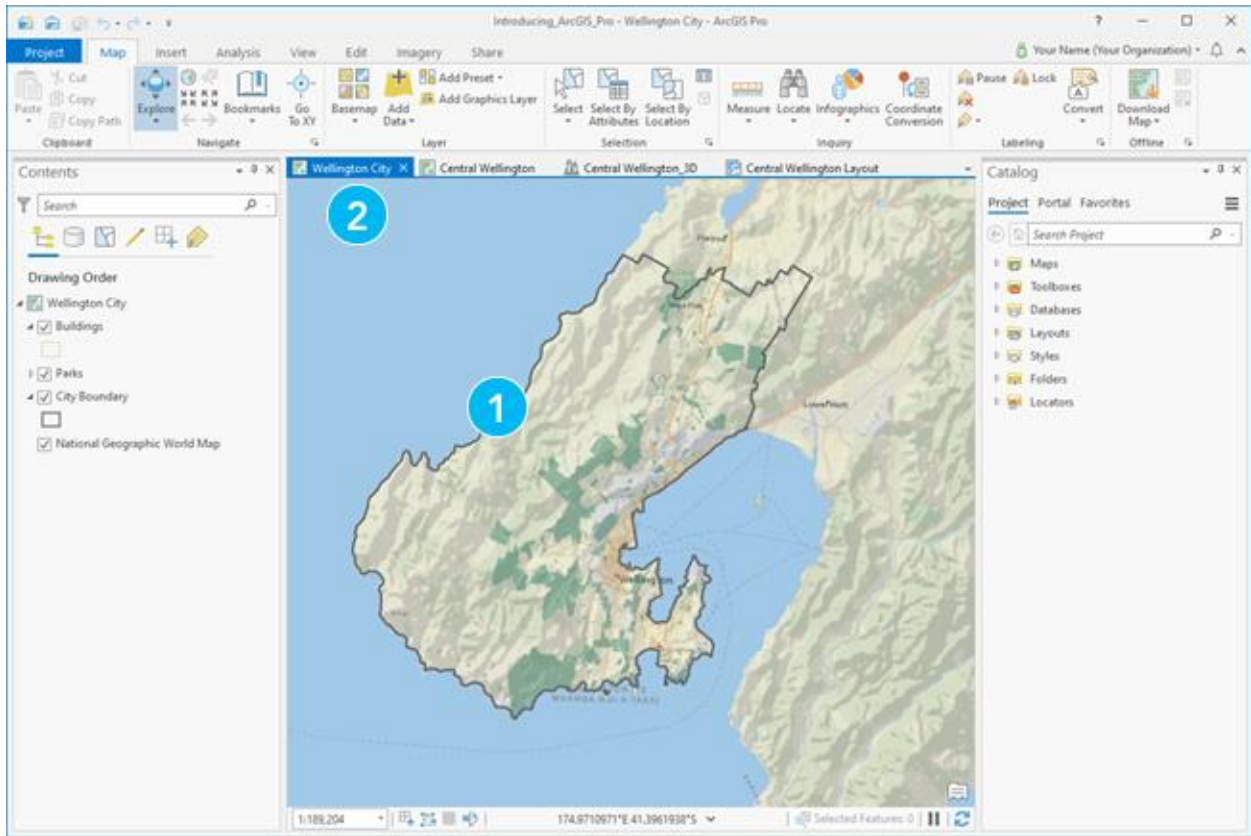 Introducing_ArcGIS_Pro - Wellington City - ArcGIS Pro
?
Project Map Insert Analysis View Edit Imagery Share
Your Name (Your Organization)
Paste
Cut
Copy
Copy Path
Clipboard
Explore
Bookmarks
Go To XY
Navigate
Basemap
Add Data
Add Preset
Add Graphics Layer
Layer
Select
Select By Attributes
Select By Location
Selection
Measure
Locate
Infographics
Coordinate Conversion
Inquiry
Pause
Lock
Convert
Labeling
Download Map
Offline
Contents
Search
Drawing Order
Wellington City
Buildings
Parks
City Boundary
National Geographic World Map
Wellington City
Central Wellington
Central Wellington_3D
Central Wellington Layout
2
1
Wellington
1:189,204
174.9710971°E 41.3961938°S
Selected Features: 0
Catalog
Project Portal Favorites
Search Project
Maps
Toolboxes
Databases
Layouts
Styles
Folders
Locators